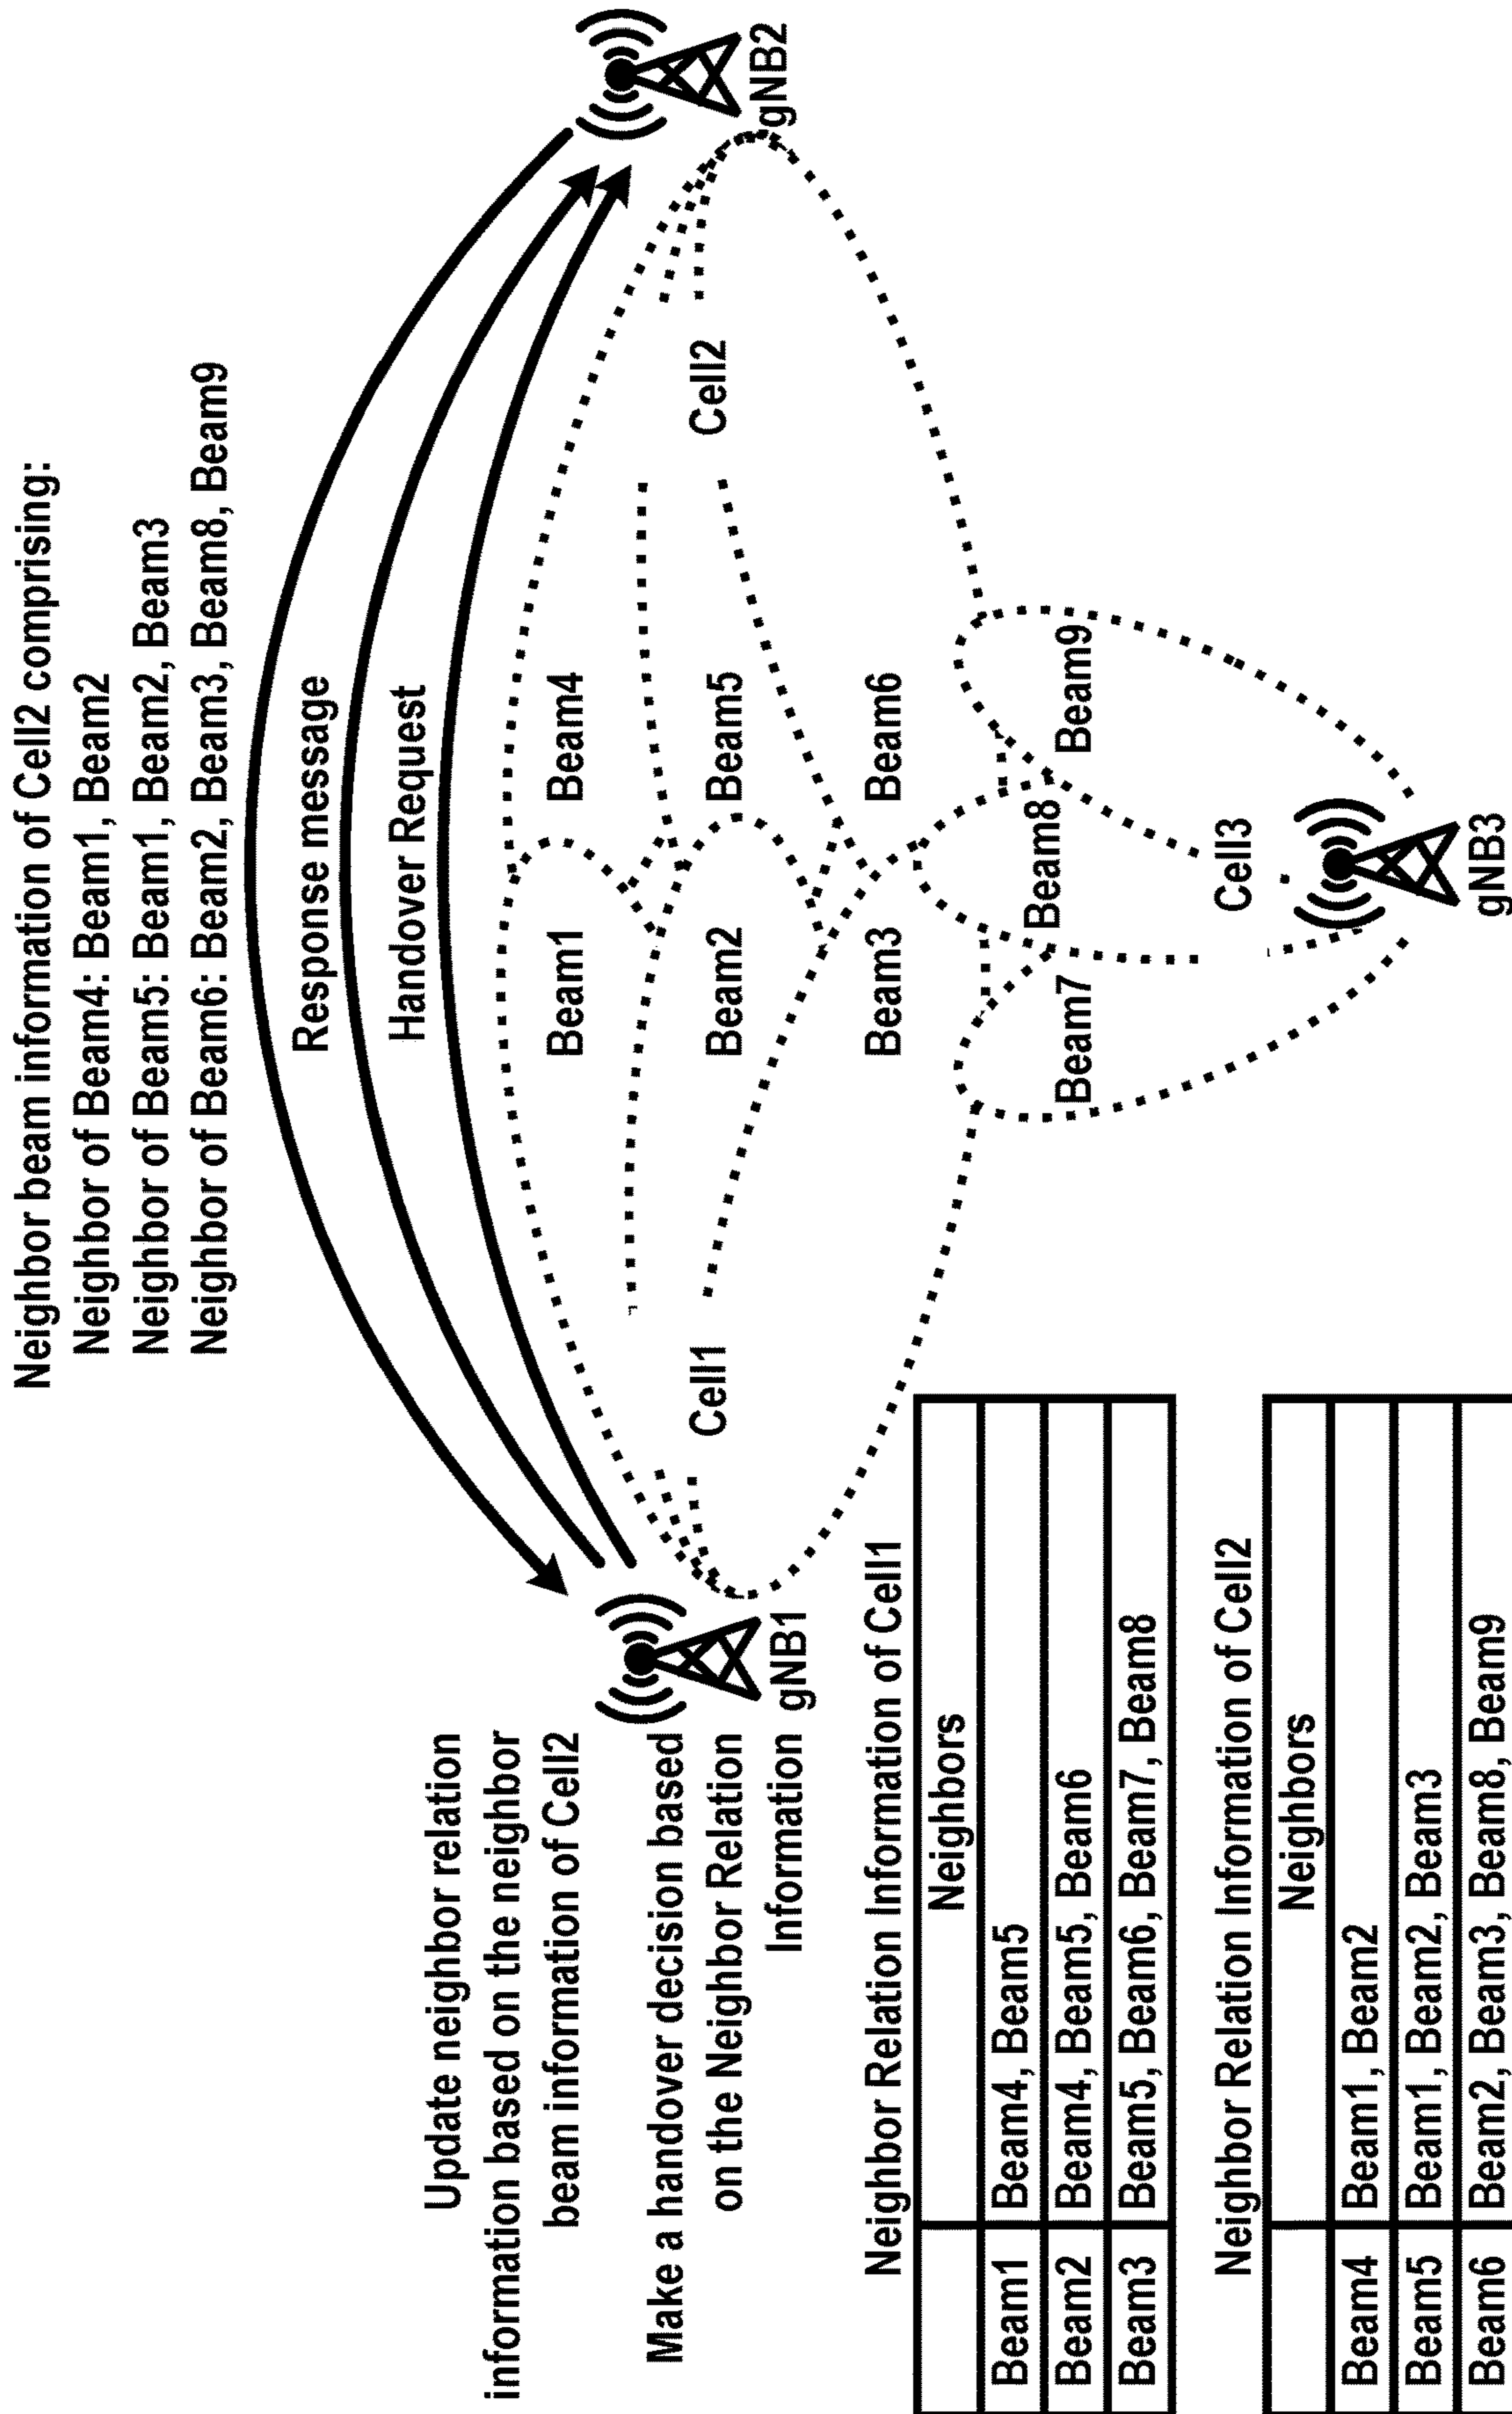 Neighbor beam information of Cell2 comprising:
Neighbor of Beam4: Beam1, Beam2
Neighbor of Beam5: Beam1, Beam2, Beam3
Neighbor of Beam6: Beam2, Beam3, Beam8, Beam9
Response message
Handover Request
Update neighbor relation
information based on the neighbor
beam information of Cell2
Make a handover decision based
on the Neighbor Relation
Information
gNB1
gNB2
Cell1
Cell2
Beam1
Beam4
Beam2
Beam5
Beam3
Beam6
Beam7
Beam8
Beam9
Cell3
gNB3
Neighbor Relation Information of Cell1
Neighbors
Beam1 Beam4, Beam5
Beam2 Beam4, Beam5, Beam6
Beam3 Beam5, Beam6, Beam7, Beam8
Neighbor Relation Information of Cell2
Neighbors
Beam4 Beam1, Beam2
Beam5 Beam1, Beam2, Beam3
Beam6 Beam2, Beam3, Beam8, Beam9